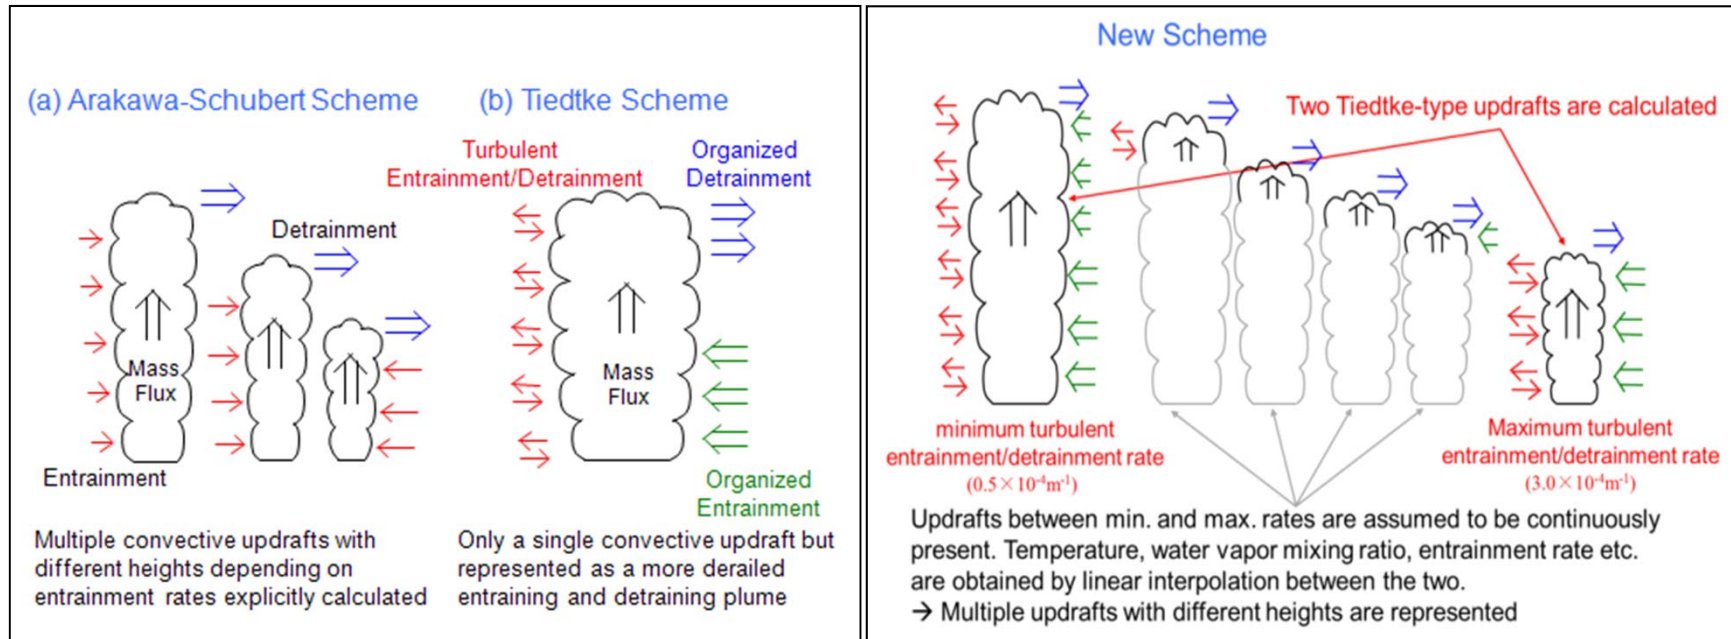 (a) Arakawa-Schubert Scheme
(b) Tiedtke Scheme
Detrainment
Mass
Flux
Entrainment
Multiple convective updrafts with
different heights depending on
entrainment rates explicitly calculated
Turbulent
Entrainment/Detrainment
Organized
Detrainment
Mass
Flux
Organized
Entrainment
Only a single convective updraft but
represented as a more derailed
entraining and detraining plume
New Scheme
Two Tiedtke-type updrafts are calculated
minimum turbulent
entrainment/detrainment rate
(0.5×10⁻⁴m⁻¹)
Maximum turbulent
entrainment/detrainment rate
(3.0×10⁻⁴m⁻¹)
Updrafts between min. and max. rates are assumed to be continuously
present. Temperature, water vapor mixing ratio, entrainment rate etc.
are obtained by linear interpolation between the two.
→ Multiple updrafts with different heights are represented